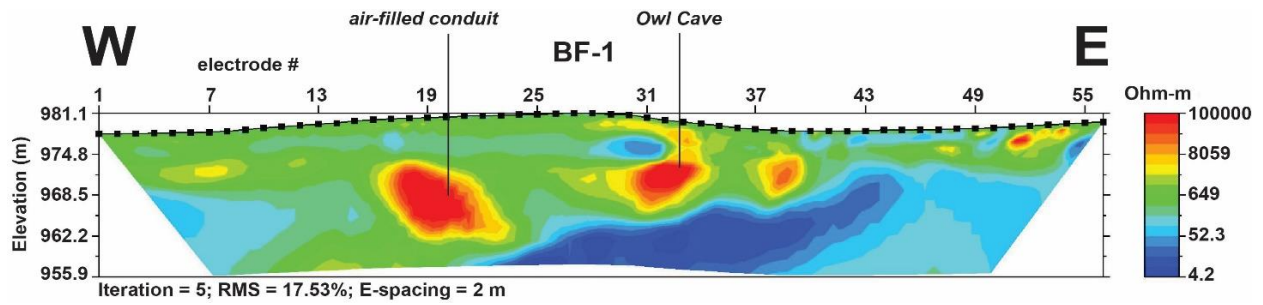 air-filled conduit Owl Cave
W BF-1 E
electrode #
1 7 13 19 25 31 37 43 49 55
Ohm-m
981.1
974.8
968.5
962.2
955.9
Elevation (m)
100000
8059
649
52.3
4.2
Iteration = 5; RMS = 17.53%; E-spacing = 2 m